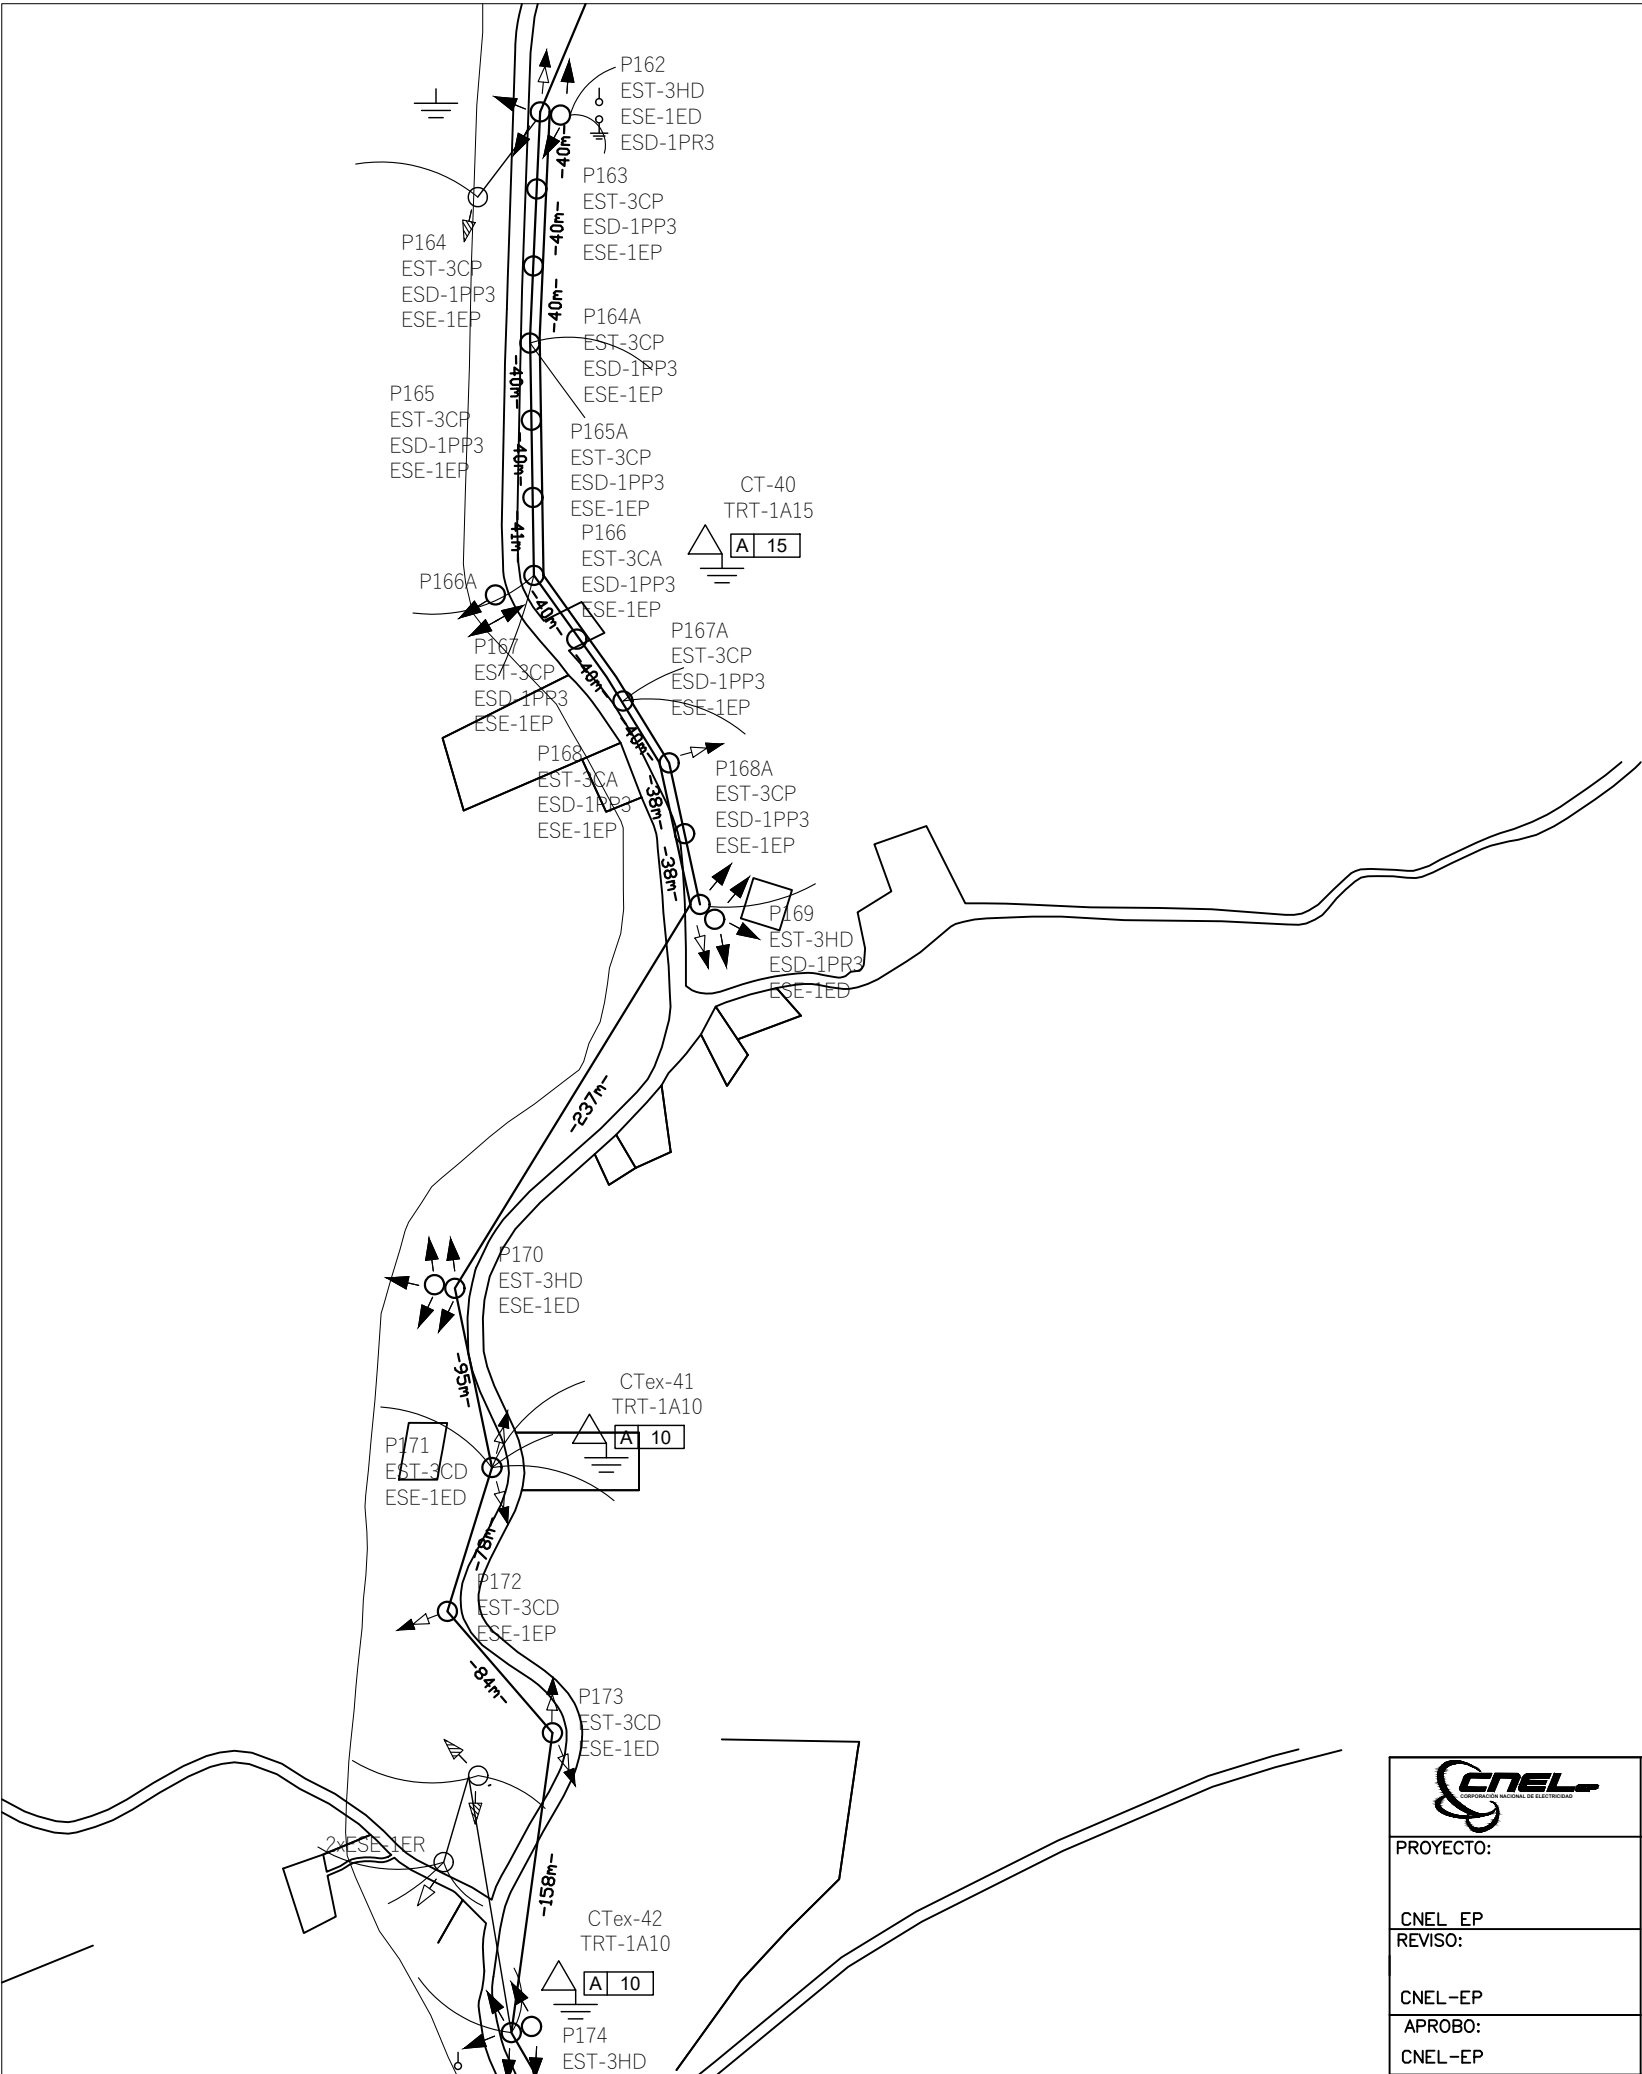 P162
EST-3HD
ESE-1ED
ESD-1PR3
-40m-
P163
EST-3CP
ESD-1PP3
ESE-1EP
-40m-
P164
EST-3CP
ESD-1PP3
ESE-1EP
-40m-
P164A
EST-3CP
ESD-1PP3
ESE-1EP
-40m-
P165
EST-3CP
ESD-1PP3
ESE-1EP
P165A
EST-3CP
ESD-1PP3
ESE-1EP
-40m-
CT-40
TRT-1A15
A 15
-41m
P166
EST-3CA
ESD-1PP3
ESE-1EP
P166A
-40m-
P167
EST-3CP
ESD-1PP3
ESE-1EP
-40m-
P167A
EST-3CP
ESD-1PP3
ESE-1EP
-40m-
P168
EST-3CA
ESD-1PP3
ESE-1EP
-38m-
P168A
EST-3CP
ESD-1PP3
ESE-1EP
-38m-
P169
EST-3HD
ESD-1PR3
ESE-1ED
-237m-
P170
EST-3HD
ESE-1ED
-95m-
CTex-41
TRT-1A10
A 10
P171
EST-3CD
ESE-1ED
-78m-
P172
EST-3CD
ESE-1EP
-84m-
P173
EST-3CD
ESE-1ED
2xESE-1ER
-158m-
CTex-42
TRT-1A10
A 10
P174
EST-3HD
CNEL EP
CORPORACIÓN NACIONAL DE ELECTRICIDAD
PROYECTO:
CNEL EP
REVISO:
CNEL-EP
APROBO:
CNEL-EP